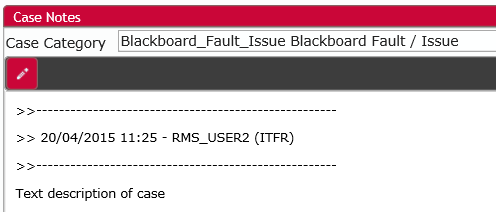 Case Notes
Case Category Blackboard_Fault_Issue Blackboard Fault / Issue
>>--------------------------------------------------
>> 20/04/2015 11:25 - RMS_USER2 (ITFR)
>>--------------------------------------------------
Text description of case